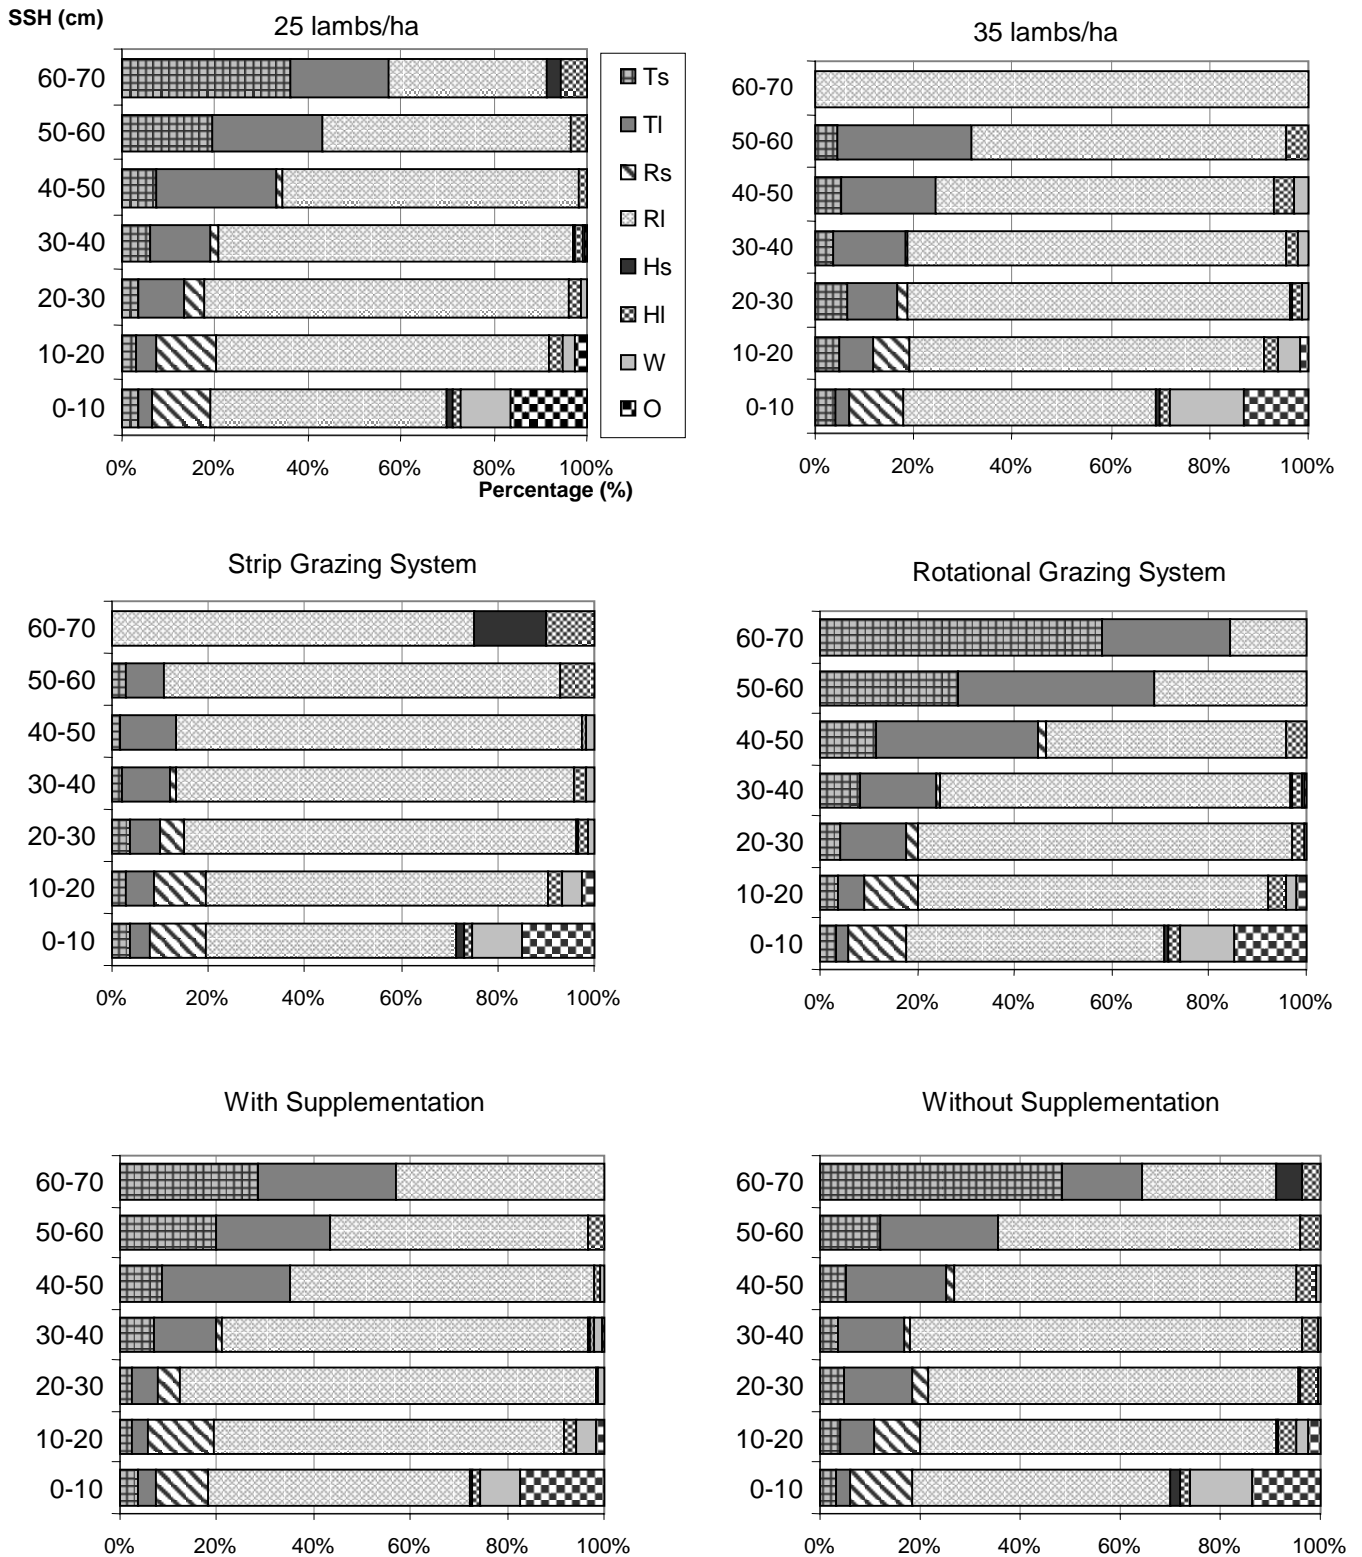 SSH (cm)
25 lambs/ha
60-70
50-60
40-50
30-40
20-30
10-20
0-10
0% 20% 40% 60% 80% 100%
Percentage (%)
Ts
Tl
Rs
Rl
Hs
Hl
W
O
35 lambs/ha
60-70
50-60
40-50
30-40
20-30
10-20
0-10
0% 20% 40% 60% 80% 100%
Strip Grazing System
60-70
50-60
40-50
30-40
20-30
10-20
0-10
0% 20% 40% 60% 80% 100%
Rotational Grazing System
60-70
50-60
40-50
30-40
20-30
10-20
0-10
0% 20% 40% 60% 80% 100%
With Supplementation
60-70
50-60
40-50
30-40
20-30
10-20
0-10
0% 20% 40% 60% 80% 100%
Without Supplementation
60-70
50-60
40-50
30-40
20-30
10-20
0-10
0% 20% 40% 60% 80% 100%